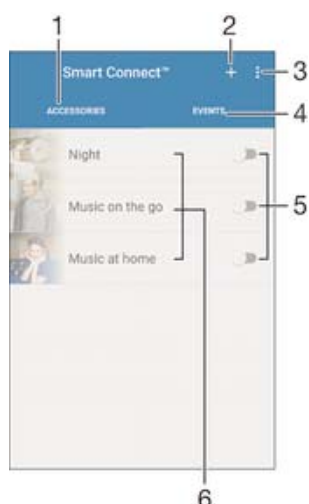 1
2
Smart Connect™
3
ACCESSORIES
EVENTS
4
Night
Music on the go
5
Music at home
6